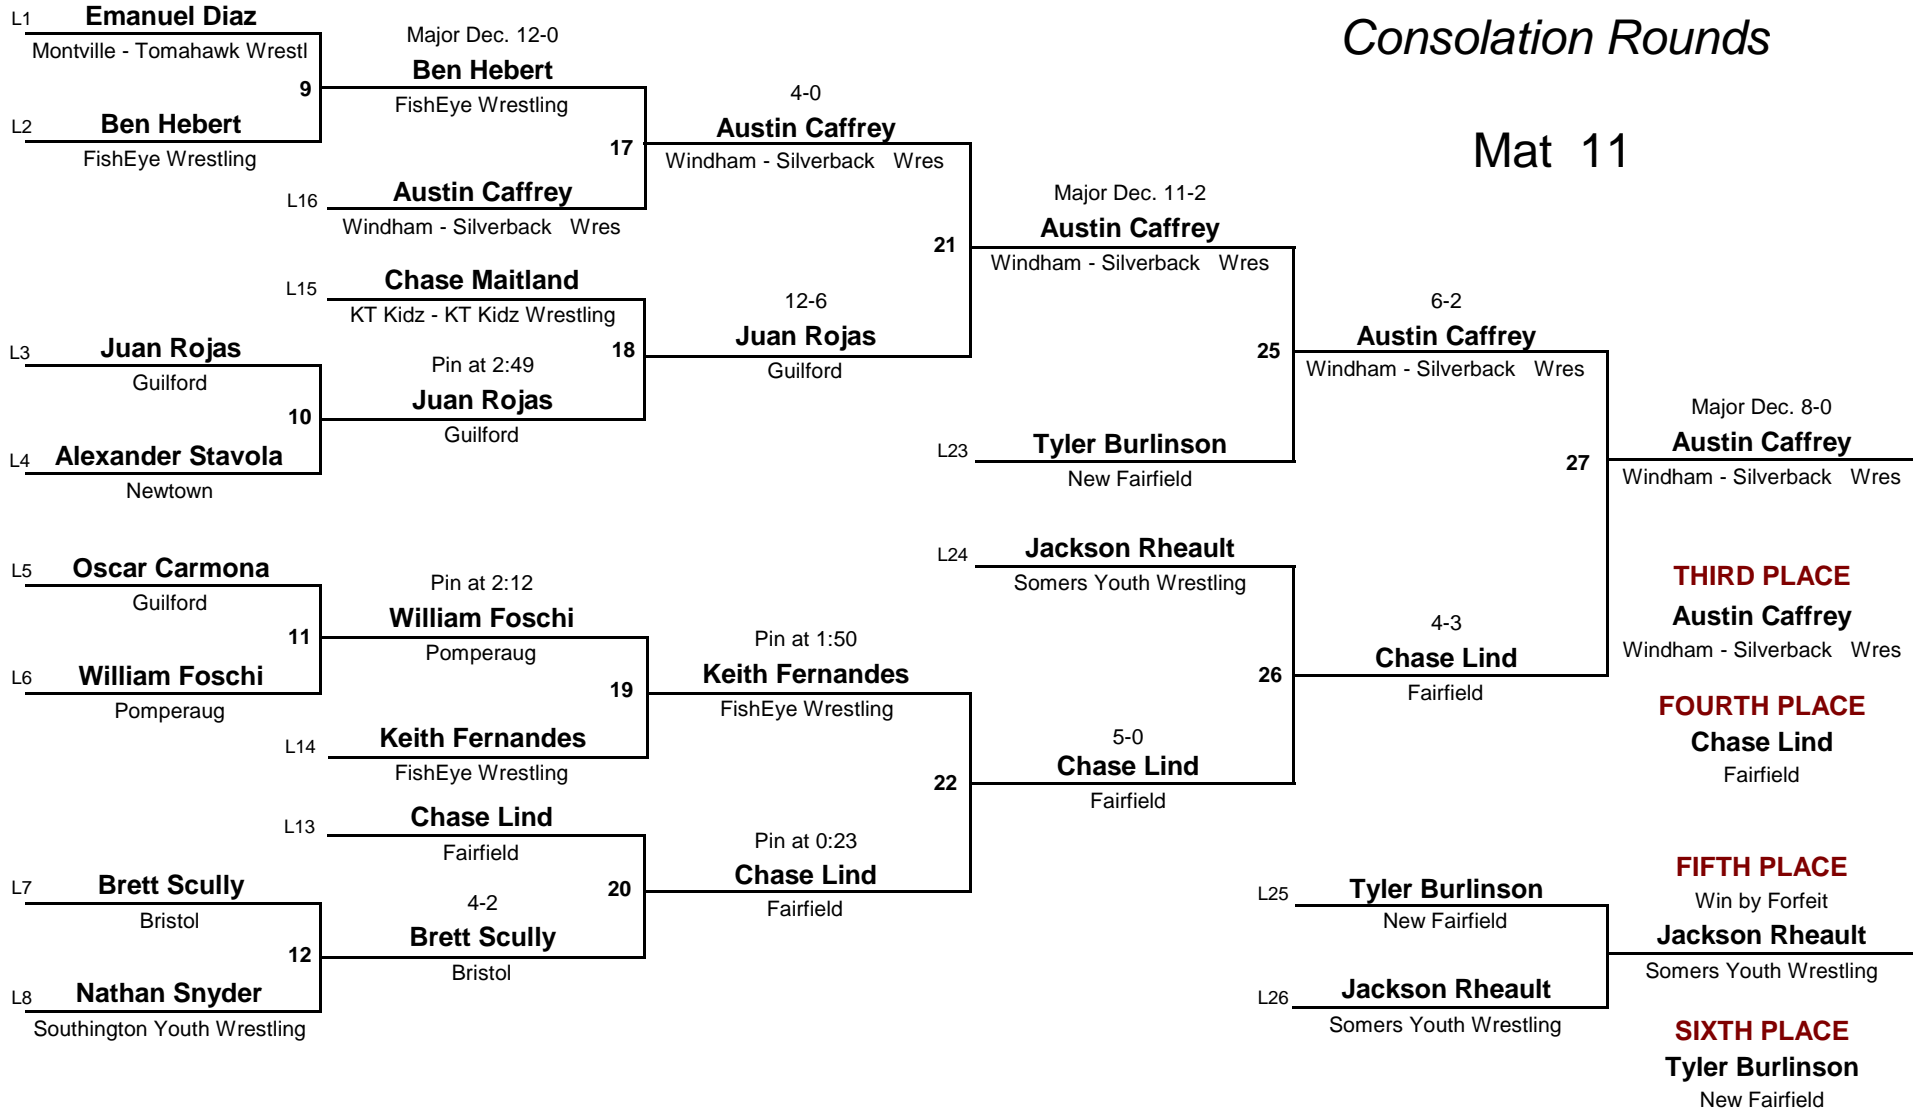 Consolation Rounds
Mat 11
L1 Emanuel Diaz
Montville - Tomahawk Wrestl
9
L2 Ben Hebert
FishEye Wrestling
L3 Juan Rojas
Guilford
10
L4 Alexander Stavola
Newtown
L5 Oscar Carmona
Guilford
11
L6 William Foschi
Pomperaug
L7 Brett Scully
Bristol
12
L8 Nathan Snyder
Southington Youth Wrestling
Major Dec. 12-0
Ben Hebert
FishEye Wrestling
17
L16 Austin Caffrey
Windham - Silverback Wres
L15 Chase Maitland
KT Kidz - KT Kidz Wrestling
18
Pin at 2:49
Juan Rojas
Guilford
Pin at 2:12
William Foschi
Pomperaug
19
L14 Keith Fernandes
FishEye Wrestling
L13 Chase Lind
Fairfield
20
4-2
Brett Scully
Bristol
4-0
Austin Caffrey
Windham - Silverback Wres
21
12-6
Juan Rojas
Guilford
Pin at 1:50
Keith Fernandes
FishEye Wrestling
22
Pin at 0:23
Chase Lind
Fairfield
Major Dec. 11-2
Austin Caffrey
Windham - Silverback Wres
25
L23 Tyler Burlinson
New Fairfield
L24 Jackson Rheault
Somers Youth Wrestling
26
5-0
Chase Lind
Fairfield
6-2
Austin Caffrey
Windham - Silverback Wres
27
4-3
Chase Lind
Fairfield
L25 Tyler Burlinson
New Fairfield
L26 Jackson Rheault
Somers Youth Wrestling
Major Dec. 8-0
Austin Caffrey
Windham - Silverback Wres
THIRD PLACE
Austin Caffrey
Windham - Silverback Wres
FOURTH PLACE
Chase Lind
Fairfield
FIFTH PLACE
Win by Forfeit
Jackson Rheault
Somers Youth Wrestling
SIXTH PLACE
Tyler Burlinson
New Fairfield